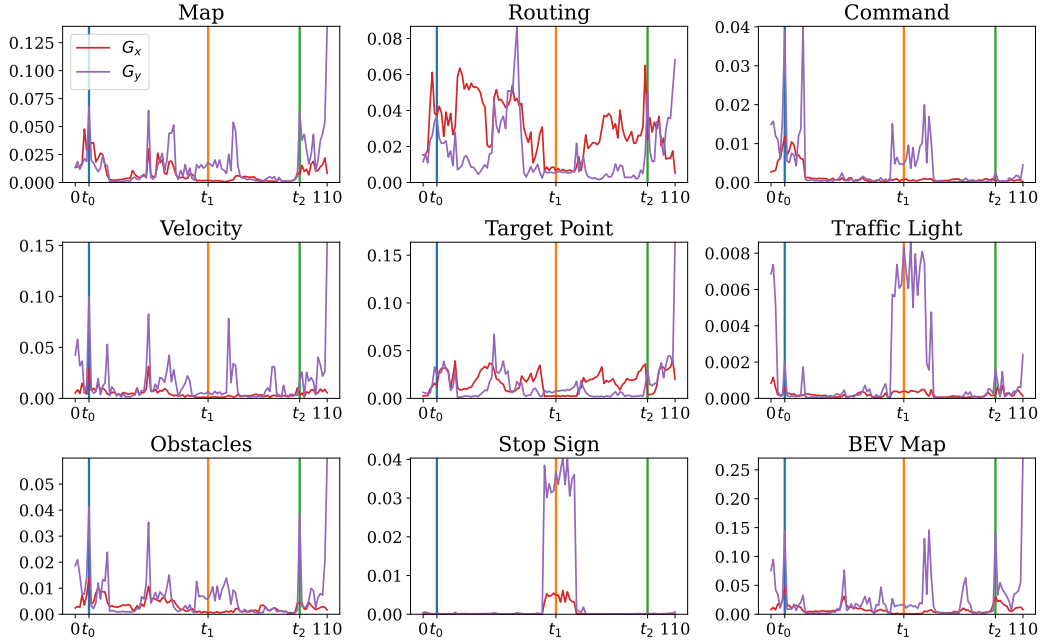 Map
Routing
Command
0.125
0.100
0.075
0.050
0.025
0.000
Gx
Gy
0 t0 t1 t2 110
0.08
0.06
0.04
0.02
0.00
0 t0 t1 t2 110
0.04
0.03
0.02
0.01
0.00
0 t0 t1 t2 110
Velocity
Target Point
Traffic Light
0.15
0.10
0.05
0.00
0 t0 t1 t2 110
0.15
0.10
0.05
0.00
0 t0 t1 t2 110
0.008
0.006
0.004
0.002
0.000
0 t0 t1 t2 110
Obstacles
Stop Sign
BEV Map
0.05
0.04
0.03
0.02
0.01
0.00
0 t0 t1 t2 110
0.04
0.03
0.02
0.01
0.00
0 t0 t1 t2 110
0.25
0.20
0.15
0.10
0.05
0.00
0 t0 t1 t2 110